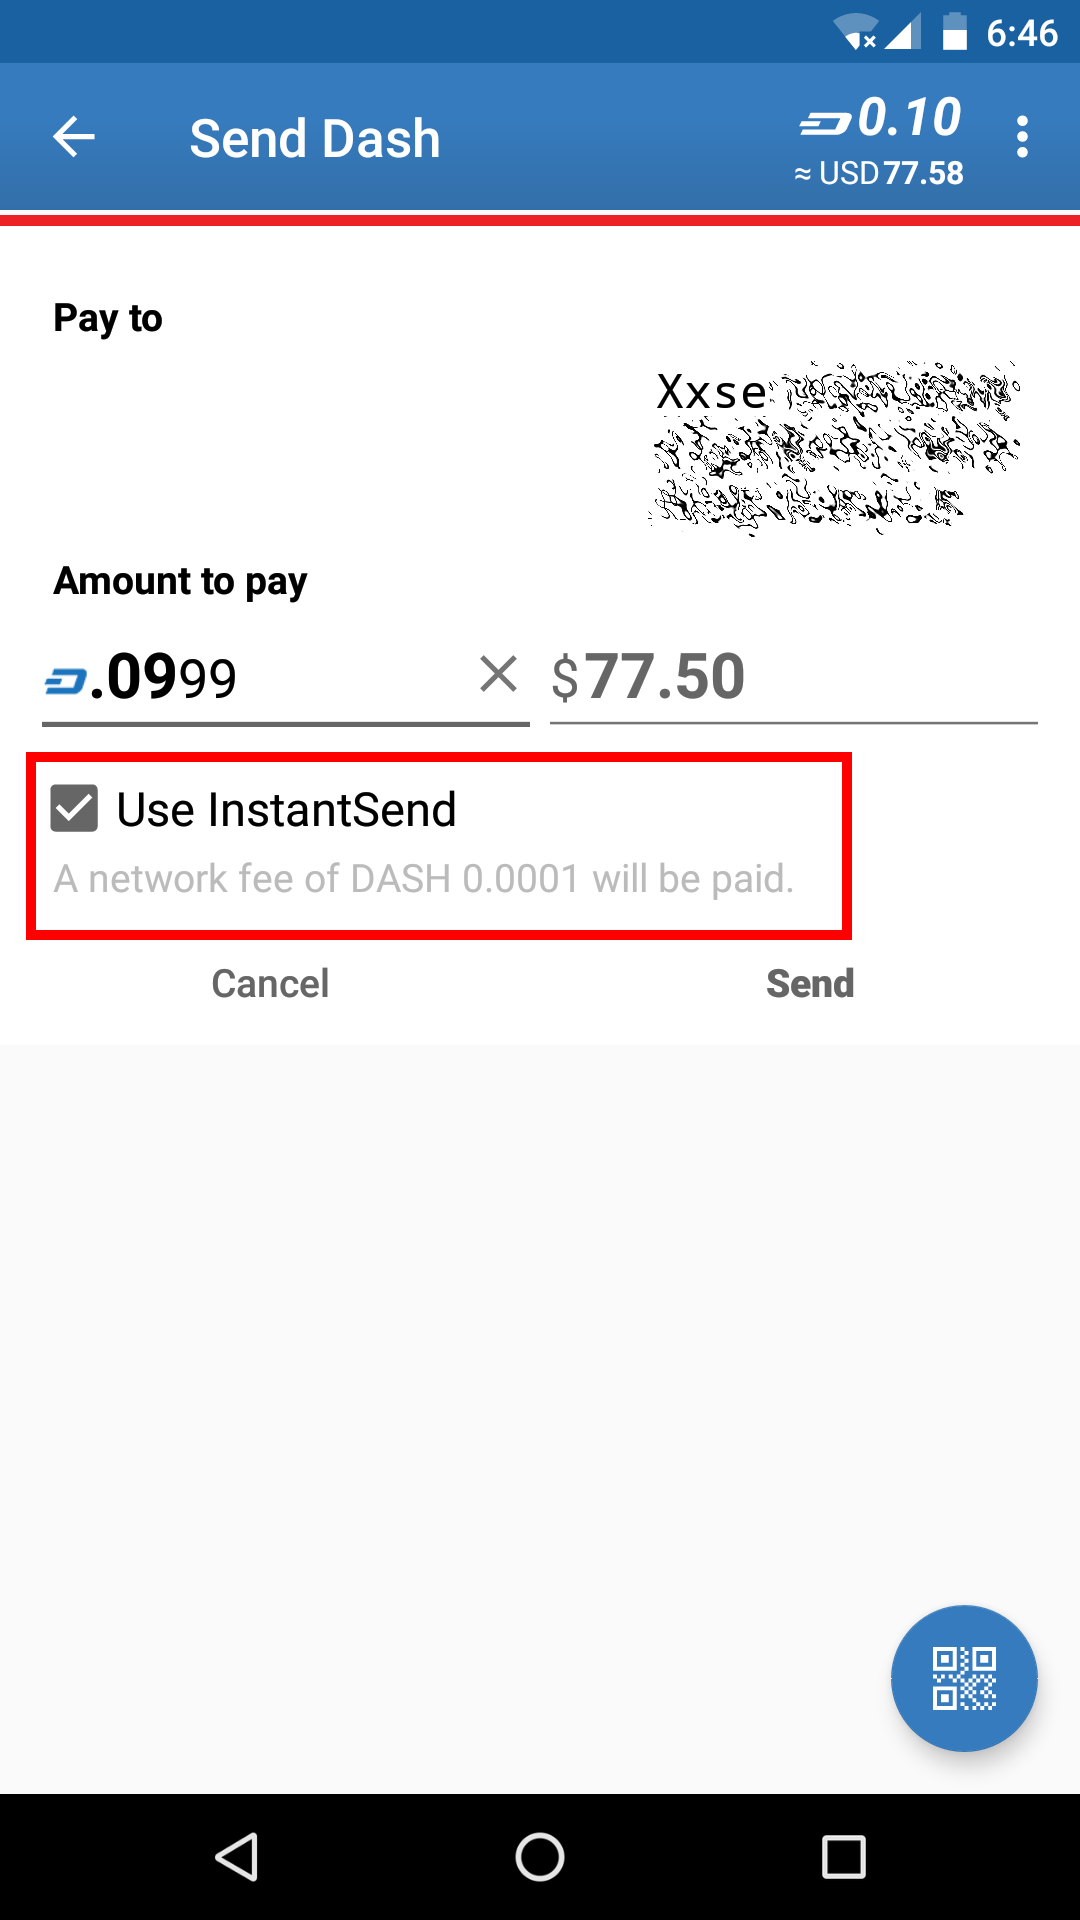 6:46
Send Dash
0.10
≈ USD 77.58
Pay to
Xxse
Amount to pay
.0999
$77.50
Use InstantSend
A network fee of DASH 0.0001 will be paid.
Cancel
Send